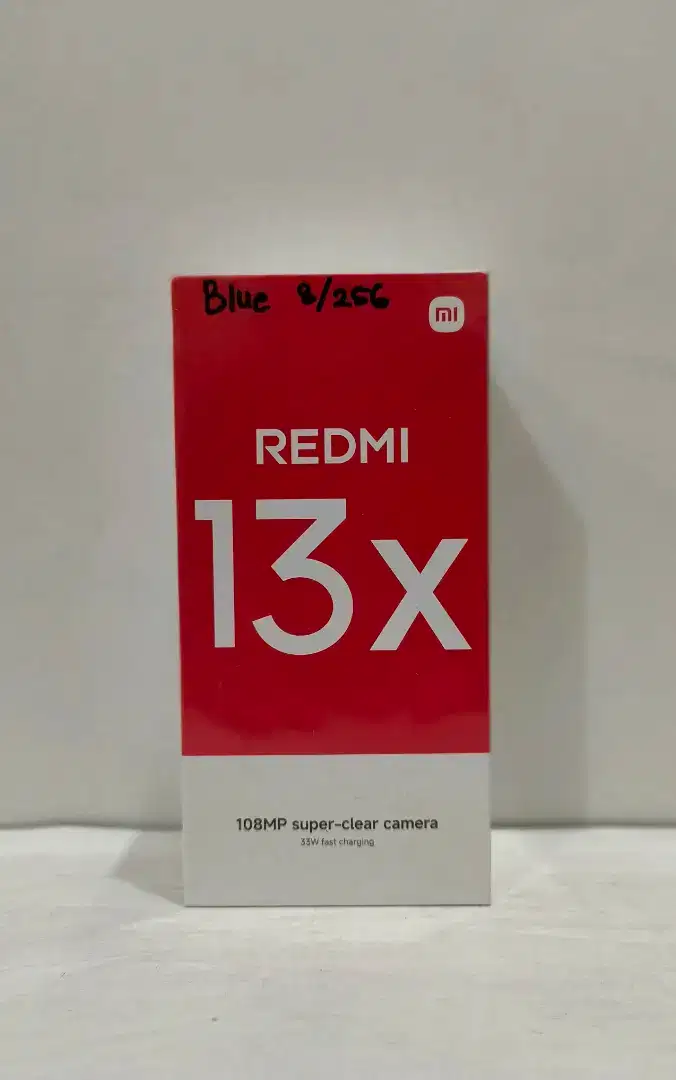 Blue 8/256
mi
REDMI
13x
108MP super-clear camera
33W fast charging